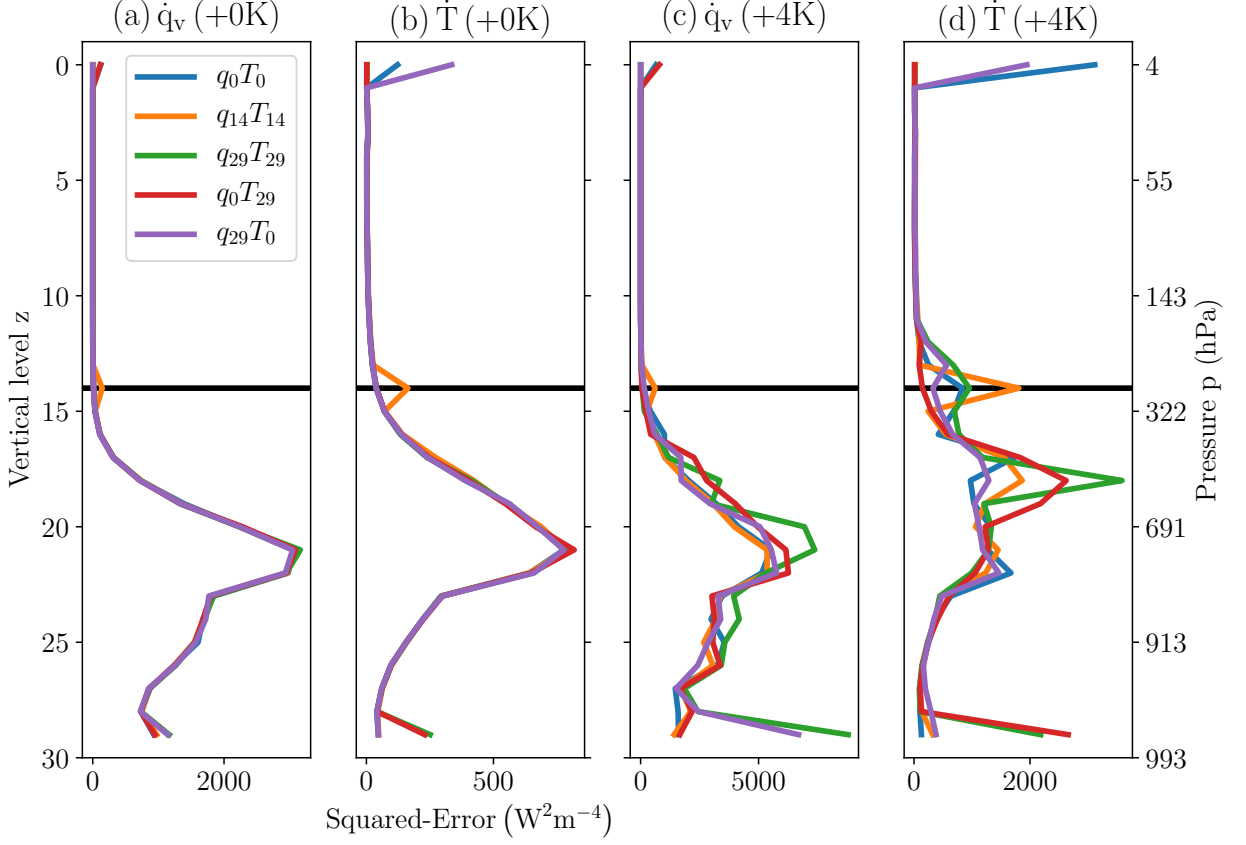 (a) q̇ᵥ (+0K)
(b) Ṫ (+0K)
(c) q̇ᵥ (+4K)
(d) Ṫ (+4K)
q₀T₀
q₁₄T₁₄
q₂₉T₂₉
q₀T₂₉
q₂₉T₀
Vertical level z
0
5
10
15
20
25
30
4
55
143
322
691
913
993
Pressure p (hPa)
0
2000
0
500
0
5000
0
2000
Squared-Error (W²m⁻⁴)